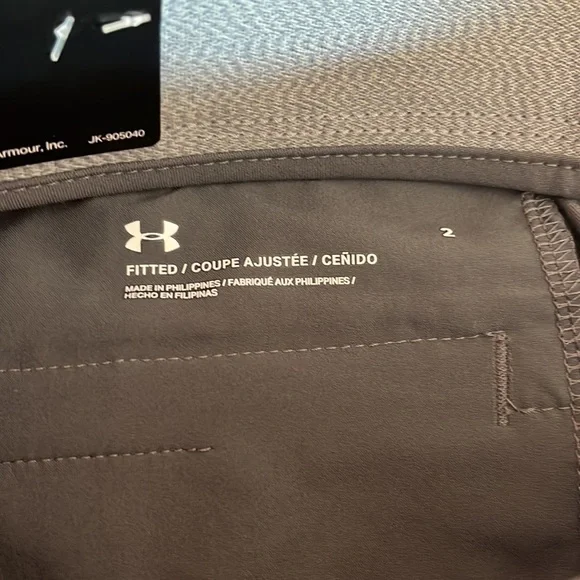 Armour, Inc. JK-905040
2
FITTED / COUPE AJUSTÉE / CEÑIDO
MADE IN PHILIPPINES / FABRIQUÉ AUX PHILIPPINES /
HECHO EN FILIPINAS